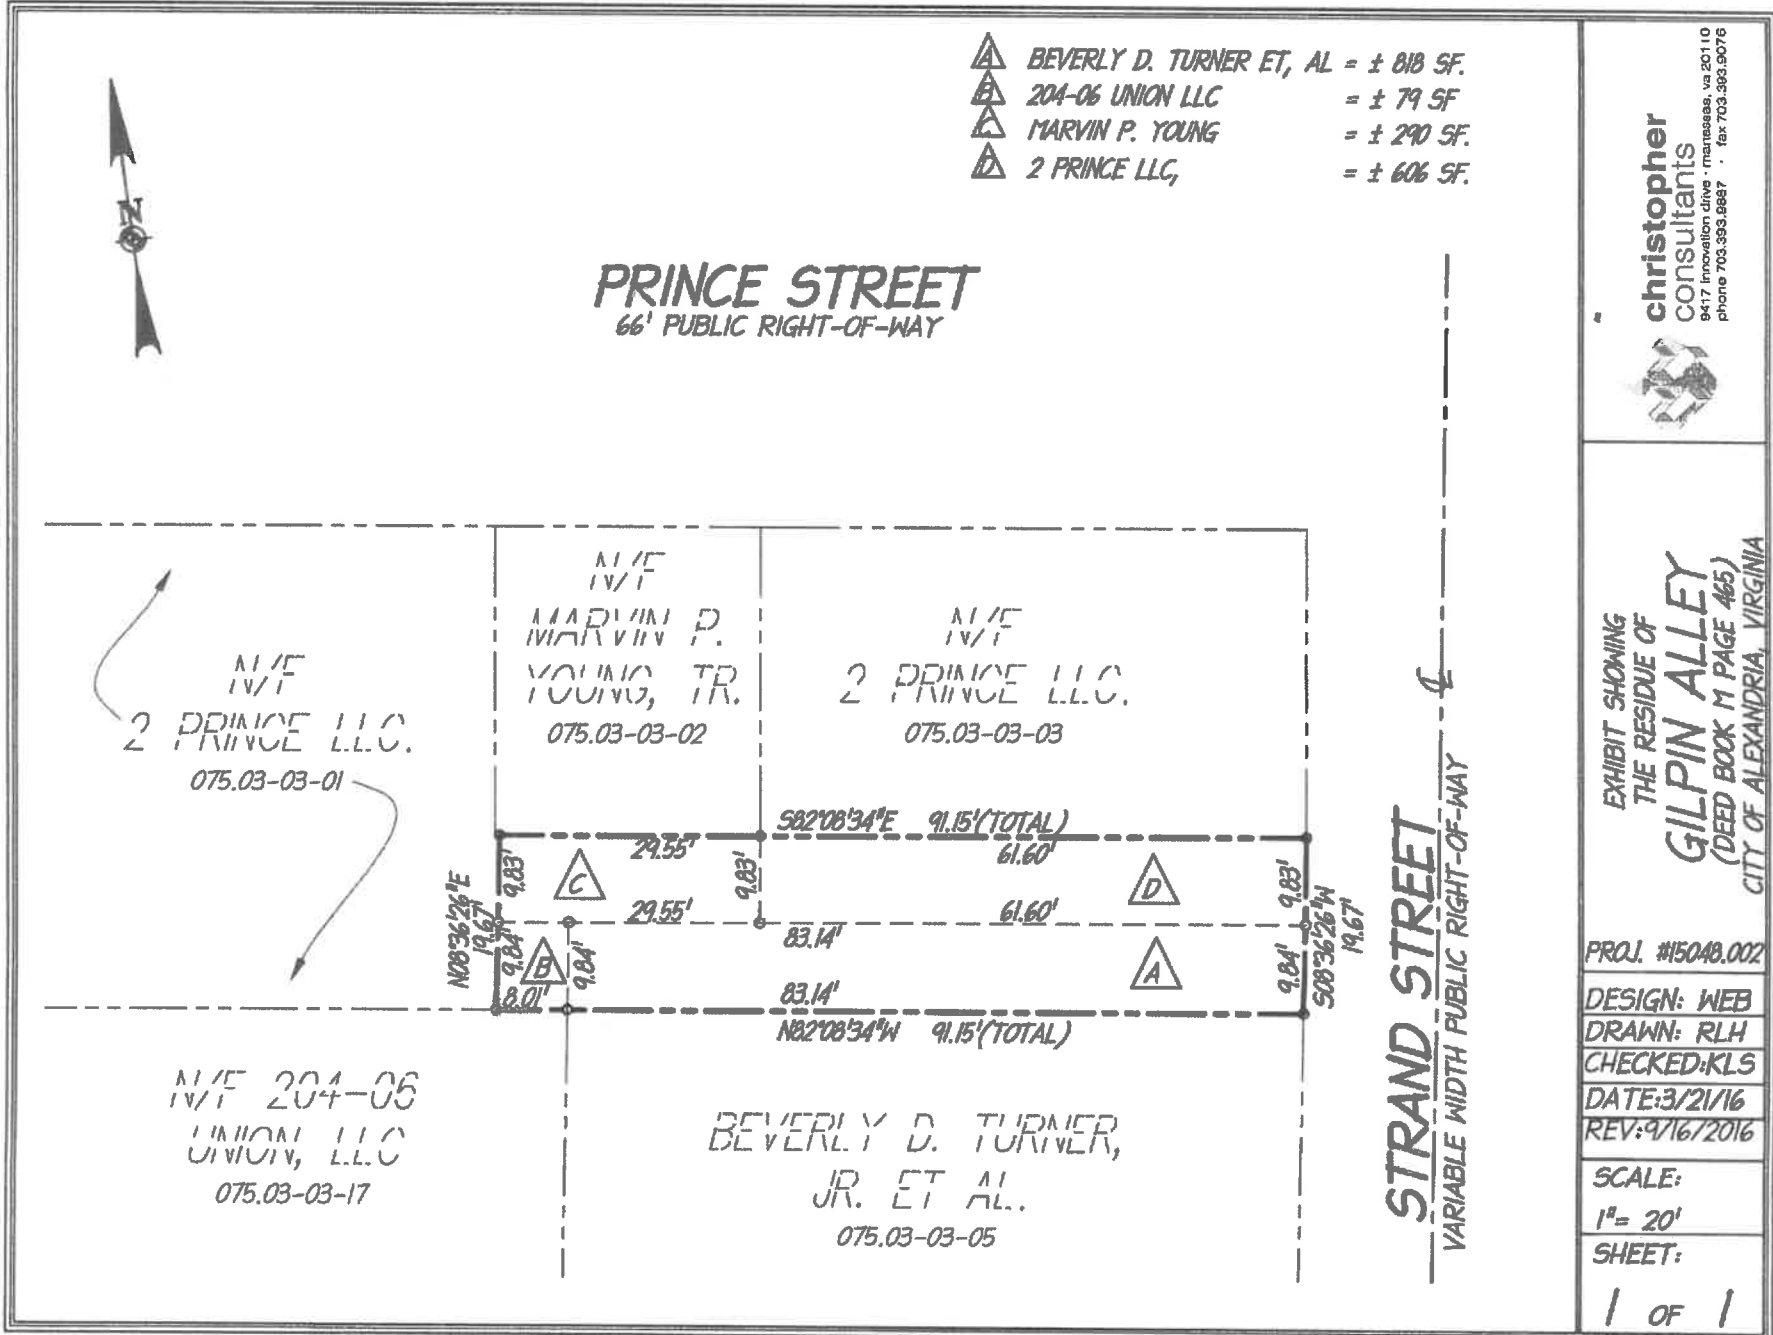 A BEVERLY D. TURNER ET, AL = ± 818 SF.
B 204-06 UNION LLC = ± 79 SF
C MARVIN P. YOUNG = ± 290 SF.
D 2 PRINCE LLC, = ± 606 SF.
N
PRINCE STREET
66' PUBLIC RIGHT-OF-WAY
N/F
2 PRINCE LLC.
075.03-03-01
N/F
MARVIN P.
YOUNG, TR.
075.03-03-02
N/F
2 PRINCE LLC.
075.03-03-03
S82°08'34"E 91.15'(TOTAL)
29.55'
61.60'
N08°36'26"E
19.67'
9.83'
C
9.83'
D
9.83'
S08°36'26"W
19.67'
29.55'
61.60'
83.14'
9.84'
B
9.84'
A
9.84'
8.01'
83.14'
N82°08'34"W 91.15'(TOTAL)
N/F 204-06
UNION, LLC
075.03-03-17
BEVERLY D. TURNER,
JR. ET AL.
075.03-03-05
STRAND STREET
VARIABLE WIDTH PUBLIC RIGHT-OF-WAY
christopher
consultants
9417 innovation drive · manassas, va 20110
phone 703.393.9887 · fax 703.393.9076
EXHIBIT SHOWING
THE RESIDUE OF
GILPIN ALLEY
(DEED BOOK M PAGE 465)
CITY OF ALEXANDRIA, VIRGINIA
PROJ. #15048.002
DESIGN: WEB
DRAWN: RLH
CHECKED:KLS
DATE:3/21/16
REV:9/16/2016
SCALE:
1"= 20'
SHEET:
1 OF 1